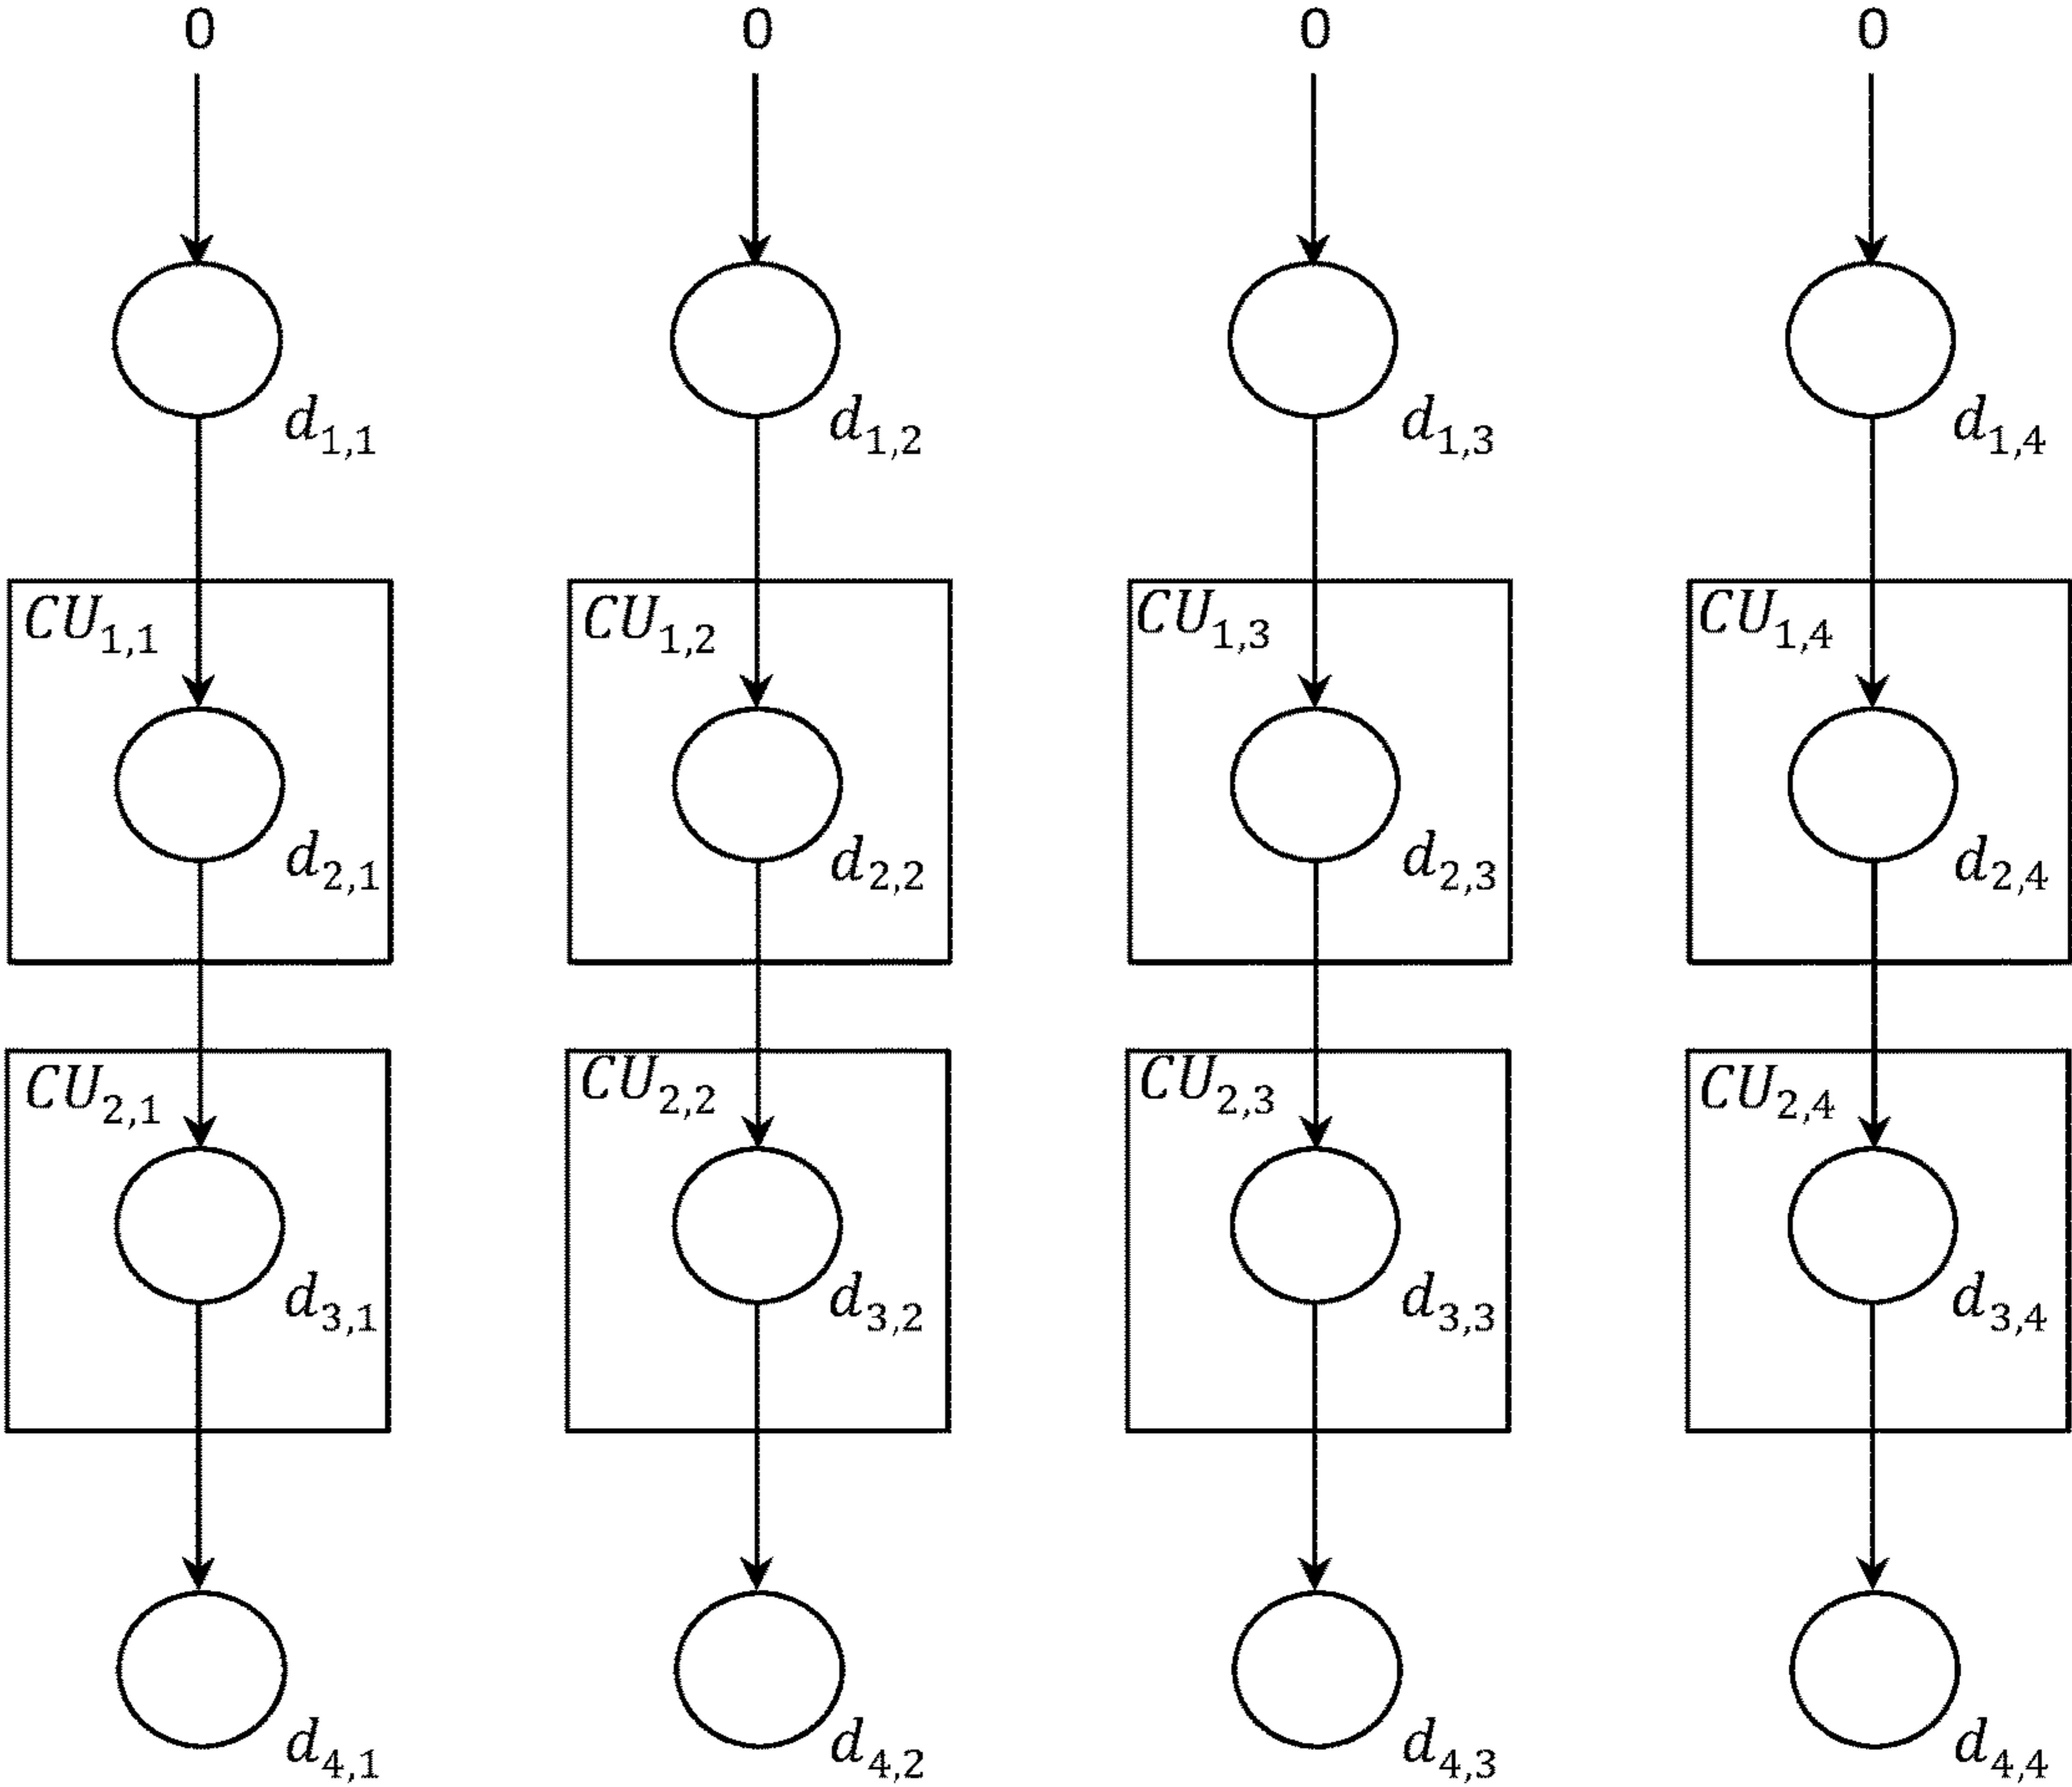 0 0 0 0
d1,1 d1,2 d1,3 d1,4
CU1,1 CU1,2 CU1,3 CU1,4
d2,1 d2,2 d2,3 d2,4
CU2,1 CU2,2 CU2,3 CU2,4
d3,1 d3,2 d3,3 d3,4
d4,1 d4,2 d4,3 d4,4